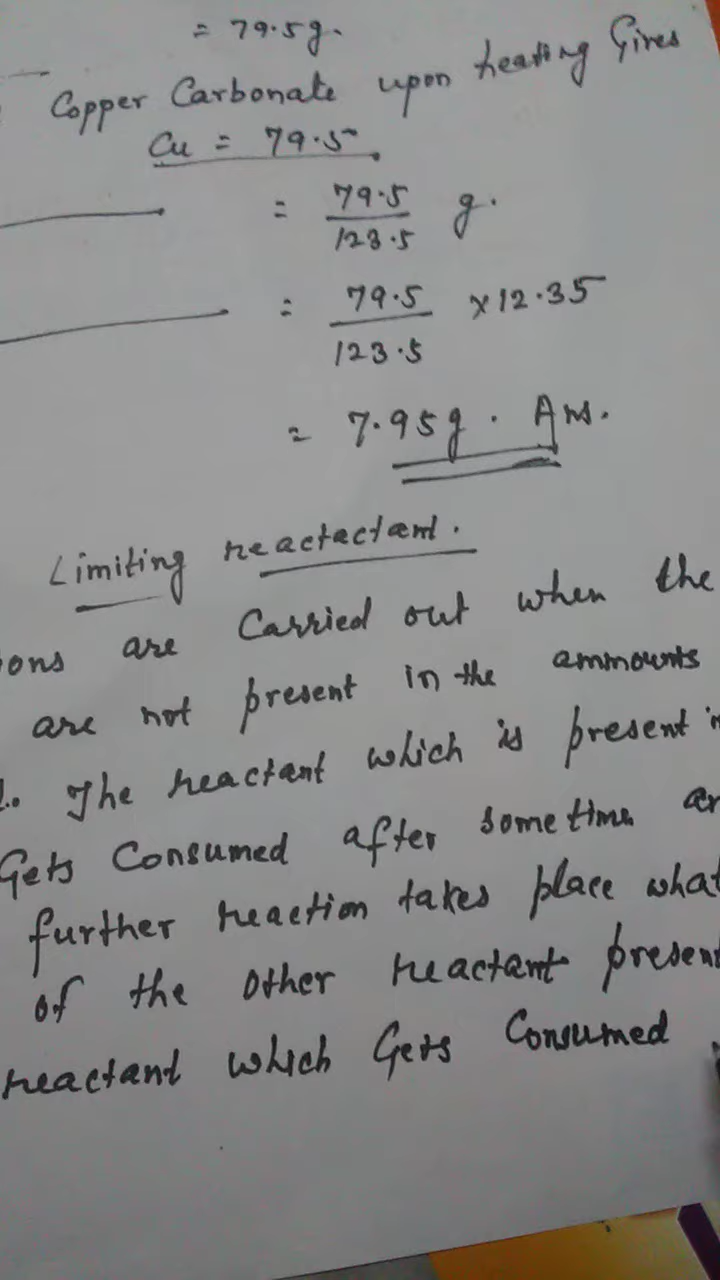 = 79.5g.
Copper Carbonate upon heating Gives
Cu = 79.5
= 79.5/123.5 g.
= 79.5/123.5 × 12.35
= 7.95g. Ans.
Limiting reactactant.
ons are Carried out when the
are not present in the ammounts
. The reactant which is present in
Gets Consumed after sometime an
further reaction takes place what
of the other reactant present
reactant which Gets Consumed.